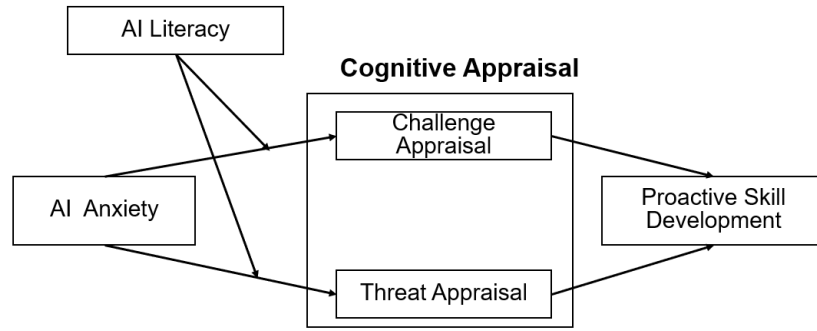 AI Literacy
Cognitive Appraisal
Challenge
Appraisal
AI Anxiety
Proactive Skill
Development
Threat Appraisal